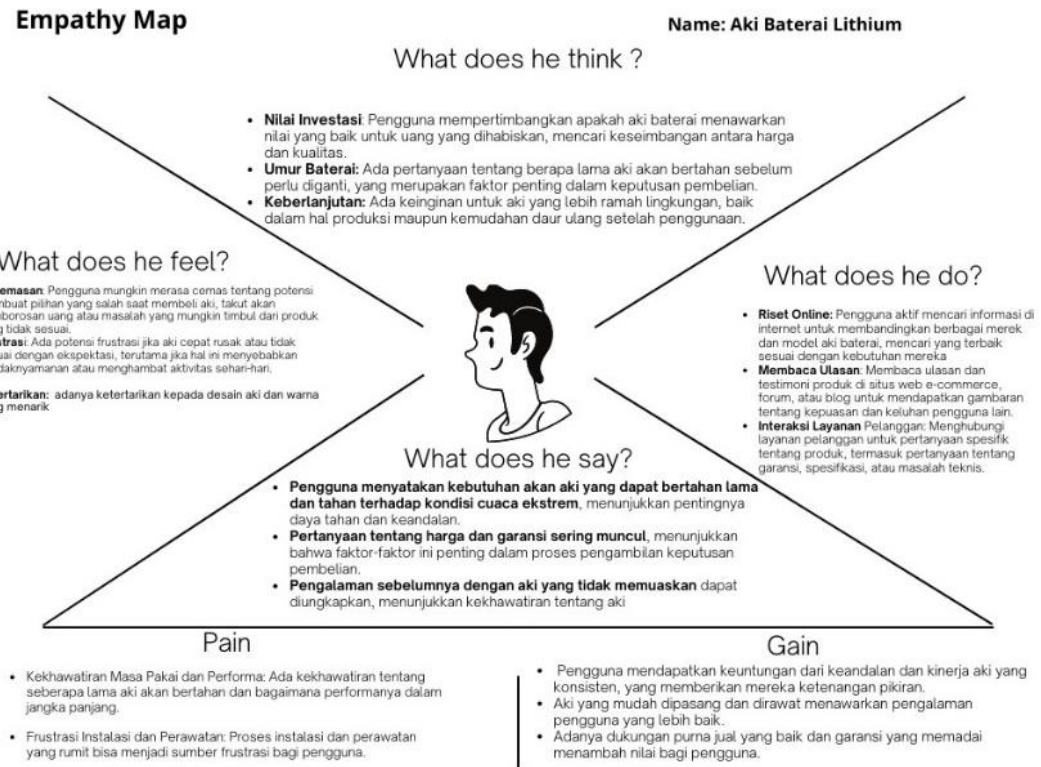 Empathy Map
Name: Aki Baterai Lithium
What does he think ?
• Nilai Investasi: Pengguna mempertimbangkan apakah aki baterai menawarkan
nilai yang baik untuk uang yang dihabiskan, mencari keseimbangan antara harga
dan kualitas.
• Umur Baterai: Ada pertanyaan tentang berapa lama aki akan bertahan sebelum
perlu diganti, yang merupakan faktor penting dalam keputusan pembelian.
• Keberlanjutan: Ada keinginan untuk aki yang lebih ramah lingkungan, baik
dalam hal produksi maupun kemudahan daur ulang setelah penggunaan.
What does he feel?
emasan: Pengguna mungkin merasa cemas tentang potensi
mbuat pilihan yang salah saat membeli aki, takut akan
borosan uang atau masalah yang mungkin timbul dari produk
g tidak sesuai.
strasi: Ada potensi frustrasi jika aki cepat rusak atau tidak
uai dengan ekspektasi, terutama jika hal ini menyebabkan
daknyamanan atau menghambat aktivitas sehari-hari.
ertarikan: adanya ketertarikan kepada desain aki dan warna
g menarik
What does he do?
• Riset Online: Pengguna aktif mencari informasi di
internet untuk membandingkan berbagai merek
dan model aki baterai, mencari yang terbaik
sesuai dengan kebutuhan mereka
• Membaca Ulasan: Membaca ulasan dan
testimoni produk di situs web e-commerce,
forum, atau blog untuk mendapatkan gambaran
tentang kepuasan dan keluhan pengguna lain.
• Interaksi Layanan Pelanggan: Menghubungi
layanan pelanggan untuk pertanyaan spesifik
tentang produk, termasuk pertanyaan tentang
garansi, spesifikasi, atau masalah teknis.
What does he say?
• Pengguna menyatakan kebutuhan akan aki yang dapat bertahan lama
dan tahan terhadap kondisi cuaca ekstrem, menunjukkan pentingnya
daya tahan dan keandalan.
• Pertanyaan tentang harga dan garansi sering muncul, menunjukkan
bahwa faktor-faktor ini penting dalam proses pengambilan keputusan
pembelian.
• Pengalaman sebelumnya dengan aki yang tidak memuaskan dapat
diungkapkan, menunjukkan kekhawatiran tentang aki
Pain
• Kekhawatiran Masa Pakai dan Performa: Ada kekhawatiran tentang
seberapa lama aki akan bertahan dan bagaimana performanya dalam
jangka panjang.
• Frustrasi Instalasi dan Perawatan: Proses instalasi dan perawatan
yang rumit bisa menjadi sumber frustrasi bagi pengguna.
Gain
• Pengguna mendapatkan keuntungan dari keandalan dan kinerja aki yang
konsisten, yang memberikan mereka ketenangan pikiran.
• Aki yang mudah dipasang dan dirawat menawarkan pengalaman
pengguna yang lebih baik.
• Adanya dukungan purna jual yang baik dan garansi yang memadai
menambah nilai bagi pengguna.